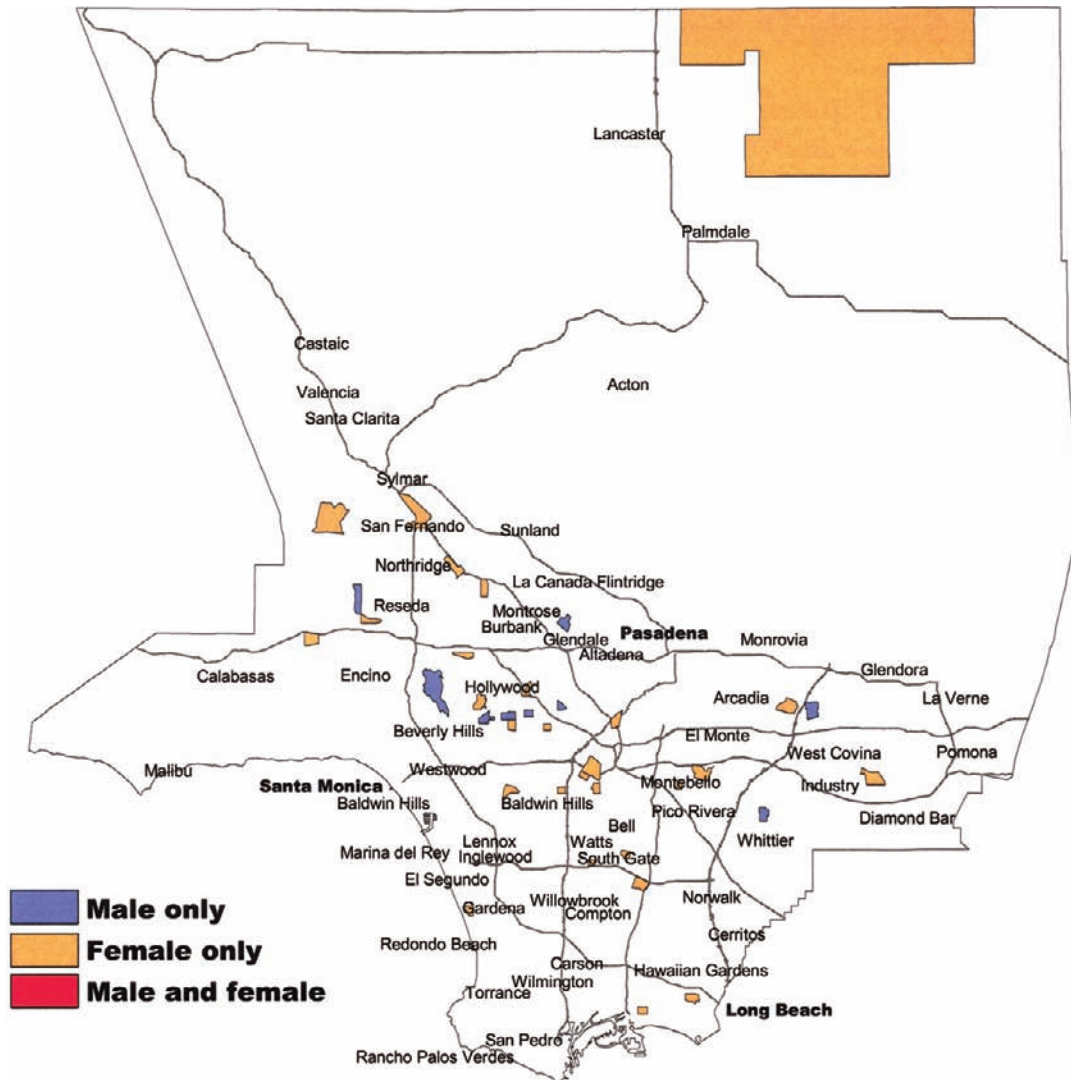 Lancaster
Palmdale
Castaic
Acton
Valencia
Santa Clarita
Sylmar
San Fernando
Sunland
Northridge
La Canada Flintridge
Reseda
Montrose
Burbank
Glendale
Pasadena
Altadena
Monrovia
Calabasas
Encino
Hollywood
Glendora
Arcadia
La Verne
Beverly Hills
El Monte
West Covina
Pomona
Malibu
Westwood
Santa Monica
Montebello
Industry
Baldwin Hills
Baldwin Hills
Pico Rivera
Diamond Bar
Bell
Whittier
Marina del Rey
Lennox
Inglewood
Watts
South Gate
El Segundo
Gardena
Willowbrook
Compton
Norwalk
Redondo Beach
Cerritos
Carson
Hawaiian Gardens
Wilmington
Torrance
Long Beach
San Pedro
Rancho Palos Verdes
Male only
Female only
Male and female